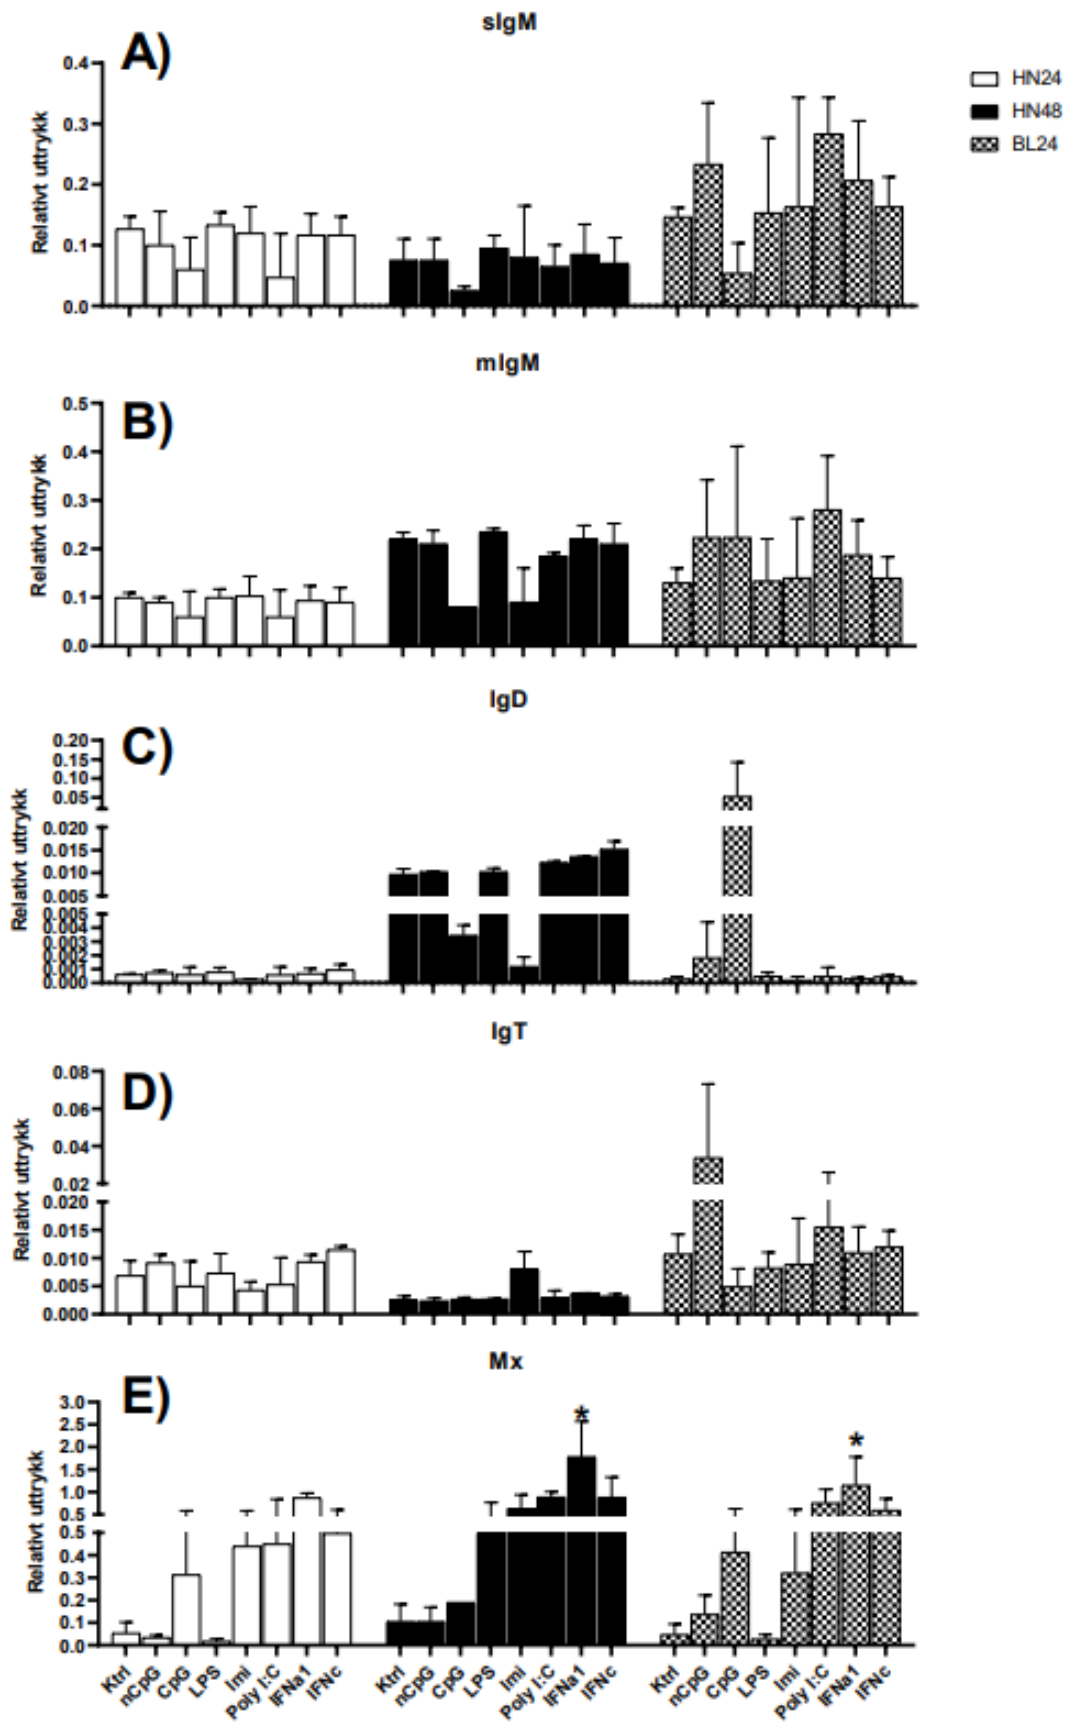 sIgM
A)
0.4
0.3
0.2
0.1
0.0
Relativt uttrykk
HN24
HN48
BL24
mIgM
B)
0.5
0.4
0.3
0.2
0.1
0.0
Relativt uttrykk
IgD
C)
0.20
0.15
0.10
0.05
0.020
0.015
0.010
0.005
0.005
0.004
0.003
0.002
0.001
0.000
Relativt uttrykk
IgT
D)
0.08
0.06
0.04
0.02
0.020
0.015
0.010
0.005
0.000
Relativt uttrykk
Mx
E)
3.0
2.5
2.0
1.5
1.0
0.5
0.5
0.4
0.3
0.2
0.1
0.0
Relativt uttrykk
*
*
Ktrl nCpG CpG LPS Imi Poly I:C IFNa1 IFNc
Ktrl nCpG CpG LPS Imi Poly I:C IFNa1 IFNc
Ktrl nCpG CpG LPS Imi Poly I:C IFNa1 IFNc